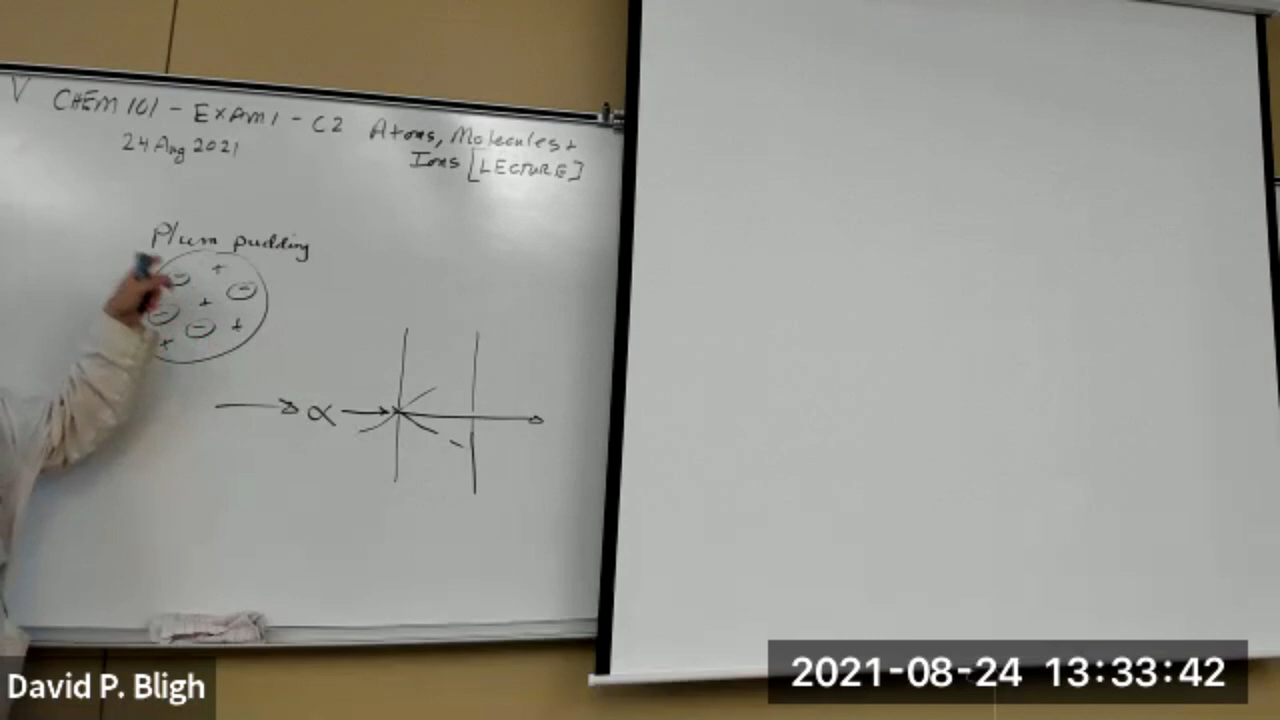 V CHEM 101 - EXAM 1 - C2 Atoms, Molecules +
24 Aug 2021 Ions [LECTURE]
Plum pudding
+
-
-
+
-
-
+
+
α
David P. Bligh
2021-08-24 13:33:42